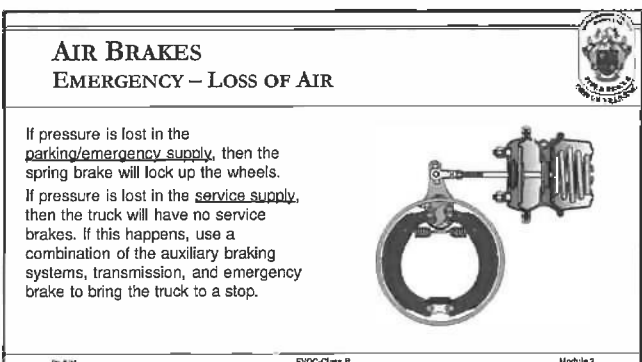 AIR BRAKES
EMERGENCY – LOSS OF AIR
If pressure is lost in the
parking/emergency supply, then the
spring brake will lock up the wheels.
If pressure is lost in the service supply,
then the truck will have no service
brakes. If this happens, use a
combination of the auxiliary braking
systems, transmission, and emergency
brake to bring the truck to a stop.
EVOC-Class B
Module 3